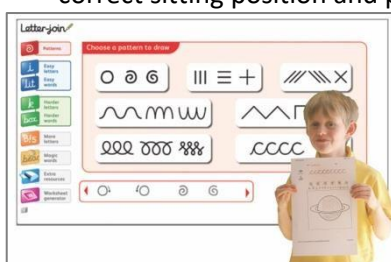 correct sitting position and p
Letter-join
Choose a pattern to draw
Patterns
Easy letters
Easy words
Harder letters
Harder words
More letters
Magic words
Extra resources
Worksheet generator